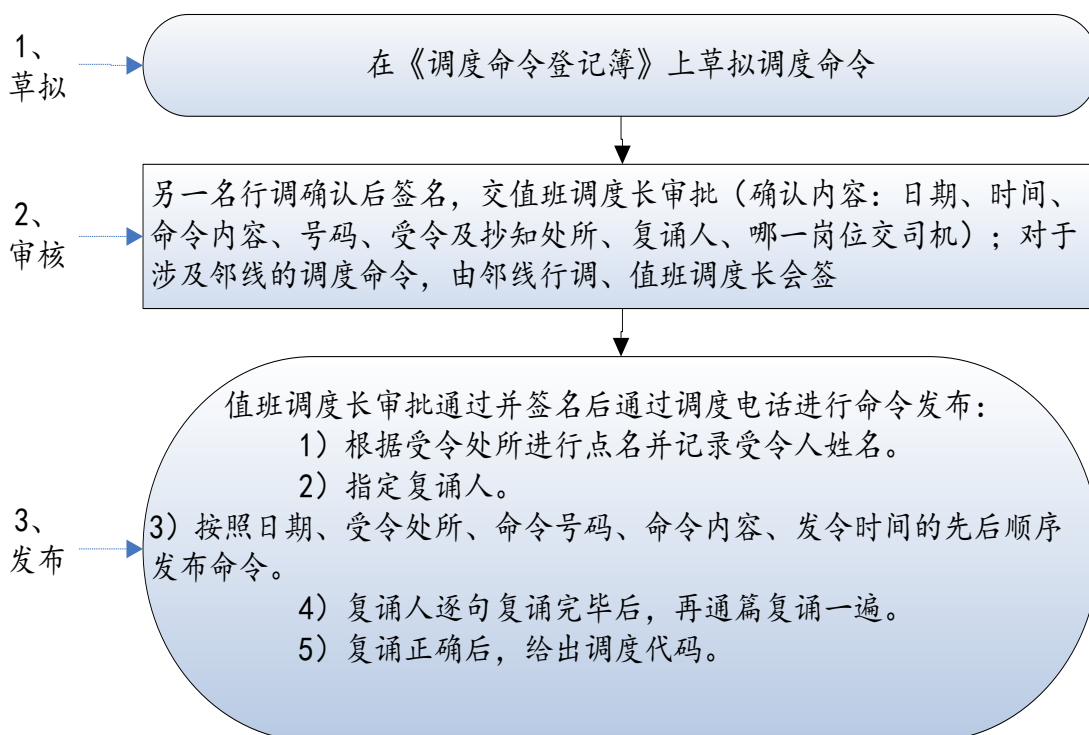 1、
草拟
在《调度命令登记簿》上草拟调度命令
2、
审核
另一名行调确认后签名，交值班调度长审批（确认内容：日期、时间、
命令内容、号码、受令及抄知处所、复诵人、哪一岗位交司机）；对于
涉及邻线的调度命令，由邻线行调、值班调度长会签
3、
发布
值班调度长审批通过并签名后通过调度电话进行命令发布：
1）根据受令处所进行点名并记录受令人姓名。
2）指定复诵人。
3）按照日期、受令处所、命令号码、命令内容、发令时间的先后顺序
发布命令。
4）复诵人逐句复诵完毕后，再通篇复诵一遍。
5）复诵正确后，给出调度代码。